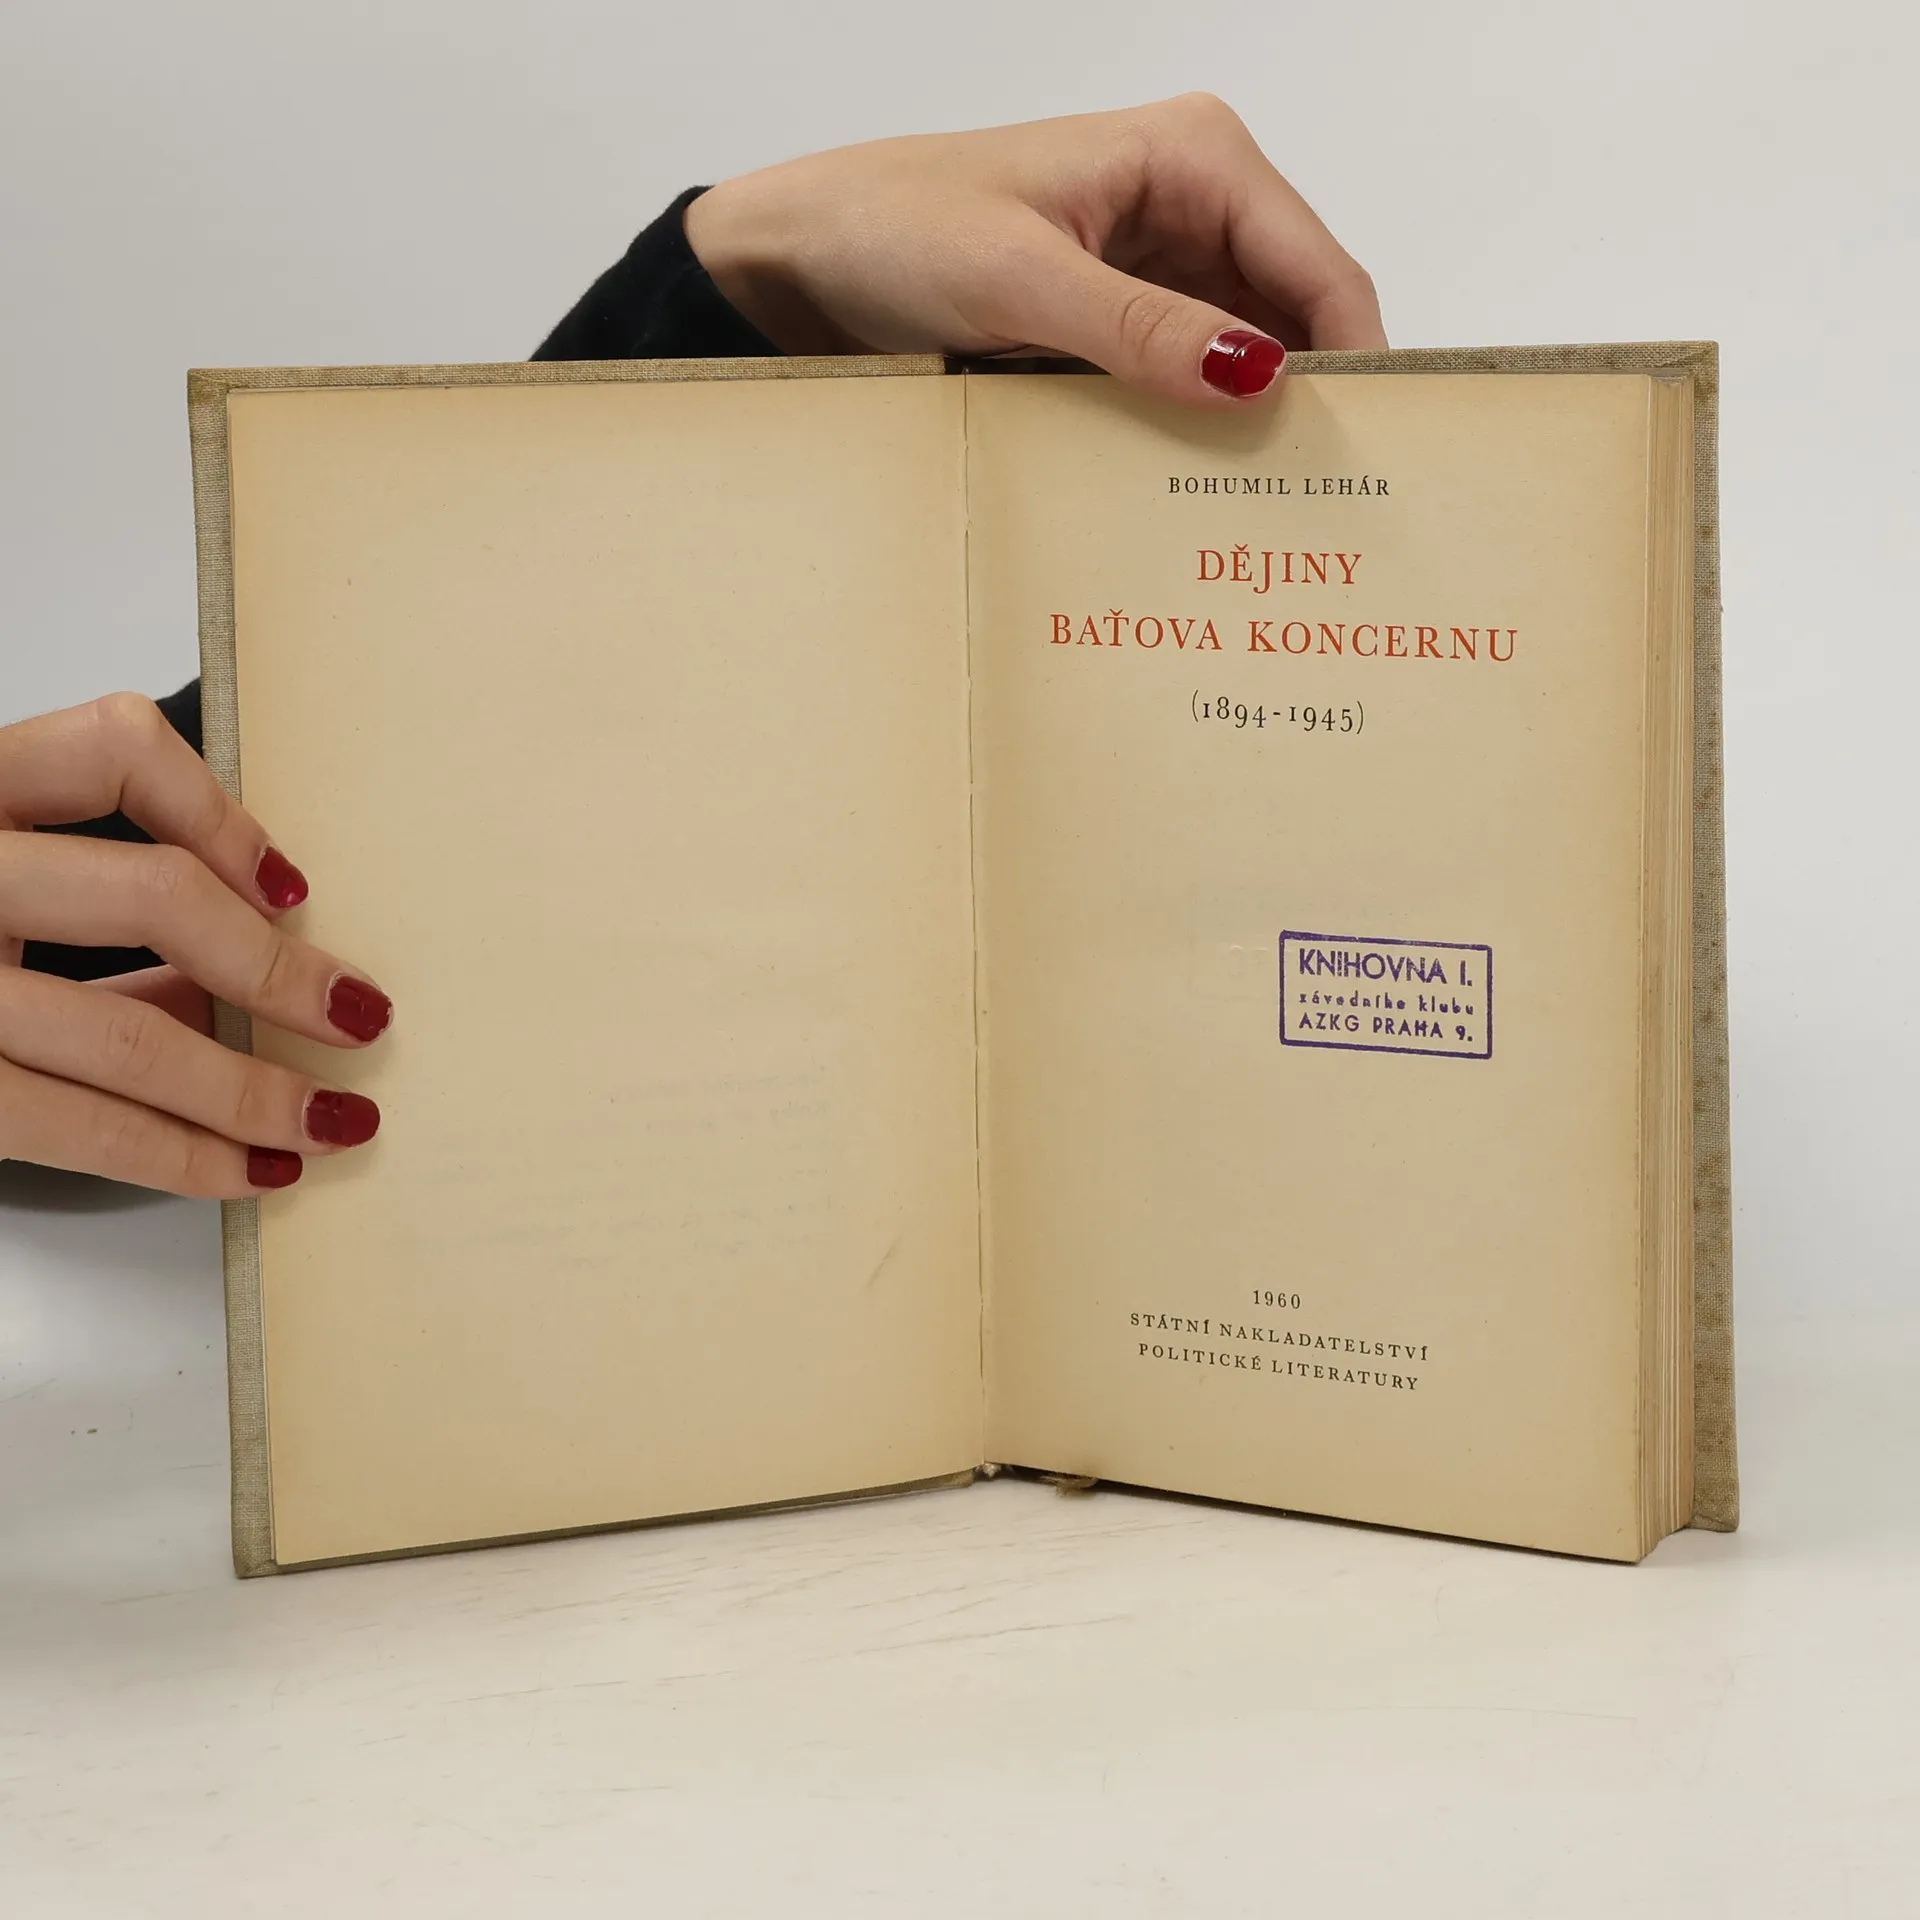 BOHUMIL LEHÁR
DĚJINY
BAŤOVA KONCERNU
(1894-1945)
KNIHOVNA I.
závodního klubu
AZKG PRAHA 9.
1960
STÁTNÍ NAKLADATELSTVÍ
POLITICKÉ LITERATURY